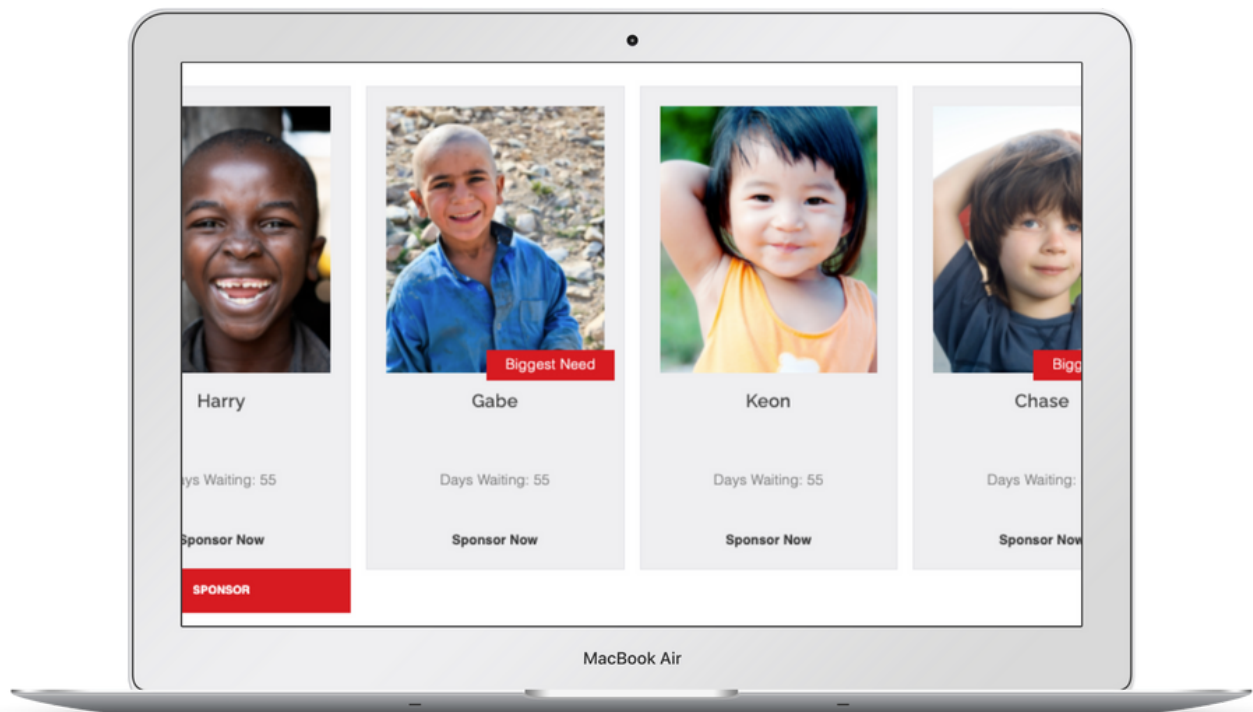 Biggest Need
Bigg
Harry
Gabe
Keon
Chase
ays Waiting: 55
Days Waiting: 55
Days Waiting: 55
Days Waiting:
Sponsor Now
Sponsor Now
Sponsor Now
Sponsor Now
SPONSOR
MacBook Air